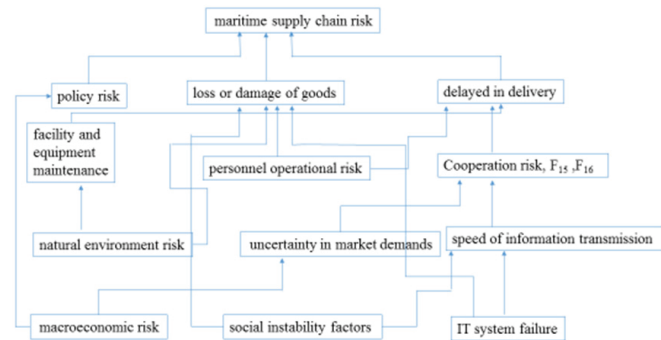 maritime supply chain risk
policy risk
loss or damage of goods
delayed in delivery
facility and
equipment
maintenance
personnel operational risk
Cooperation risk, F₁₅ ,F₁₆
natural environment risk
uncertainty in market demands
speed of information transmission
macroeconomic risk
social instability factors
IT system failure